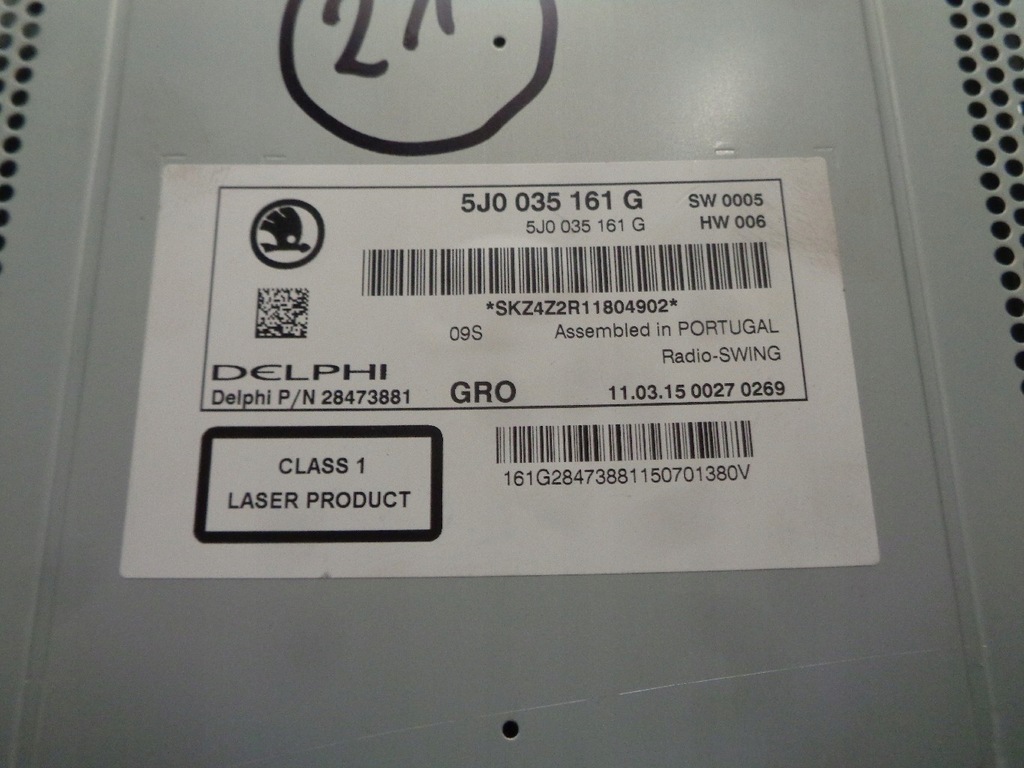 5J0 035 161 G SW 0005
5J0 035 161 G HW 006
*SKZ4Z2R11804902*
09S Assembled in PORTUGAL
Radio-SWING
DELPHI
Delphi P/N 28473881 GRO 11.03.15 0027 0269
CLASS 1
LASER PRODUCT
161G28473881150701380V